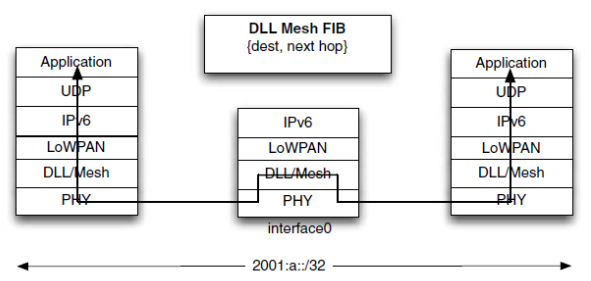 DLL Mesh FIB
{dest, next hop}
Application
UDP
IPv6
LoWPAN
DLL/Mesh
PHY
IPv6
LoWPAN
DLL/Mesh
PHY
interface0
Application
UDP
IPv6
LoWPAN
DLL/Mesh
PHY
2001:a::/32